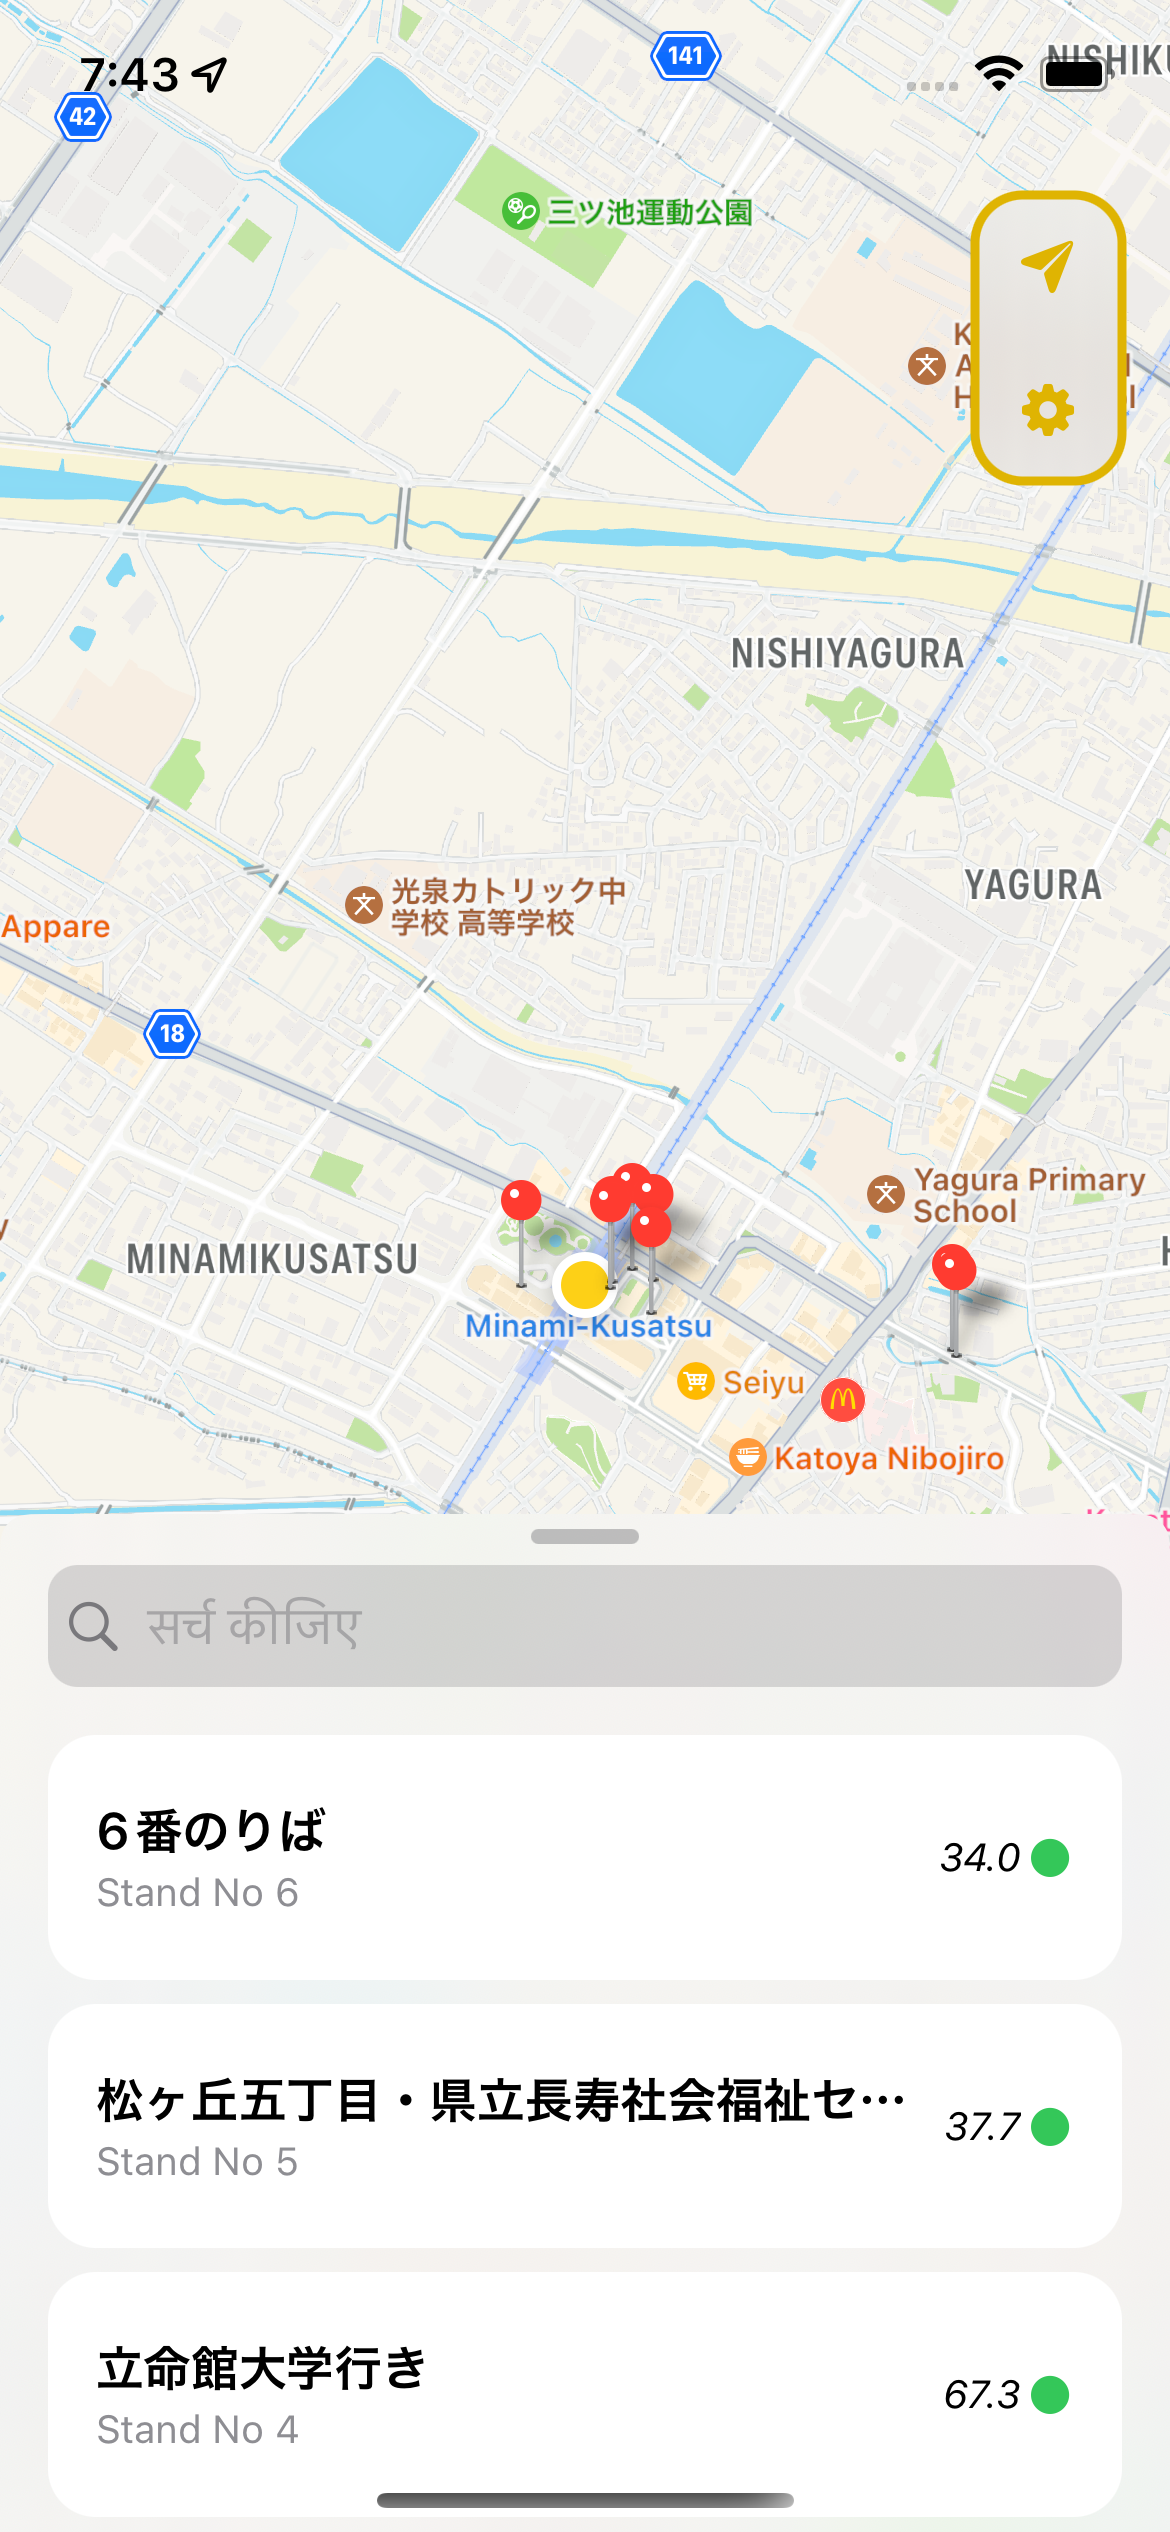 7:43
141
NISHIKU
42
三ツ池運動公園
NISHIYAGURA
YAGURA
光泉カトリック中
学校 高等学校
Appare
18
Yagura Primary
School
MINAMIKUSATSU
Minami-Kusatsu
Seiyu
Katoya Nibojiro
सर्च कीजिए
6番のりば
Stand No 6
34.0
松ヶ丘五丁目・県立長寿社会福祉セ…
Stand No 5
37.7
立命館大学行き
Stand No 4
67.3